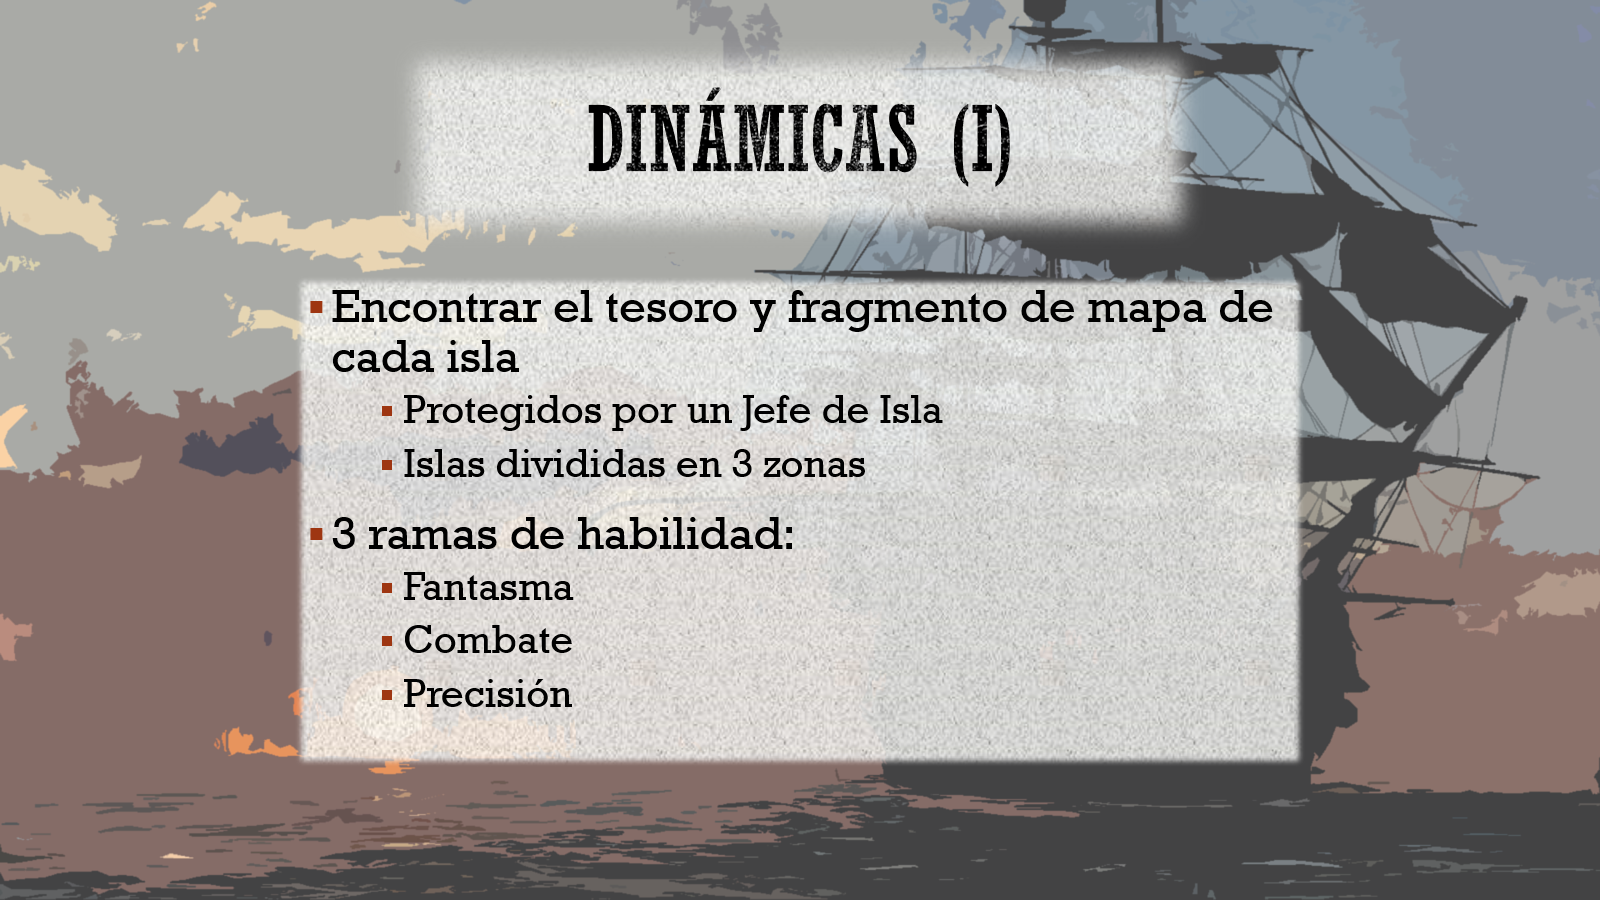 DINÁMICAS (I)
▪ Encontrar el tesoro y fragmento de mapa de
cada isla
▪ Protegidos por un Jefe de Isla
▪ Islas divididas en 3 zonas
▪ 3 ramas de habilidad:
▪ Fantasma
▪ Combate
▪ Precisión